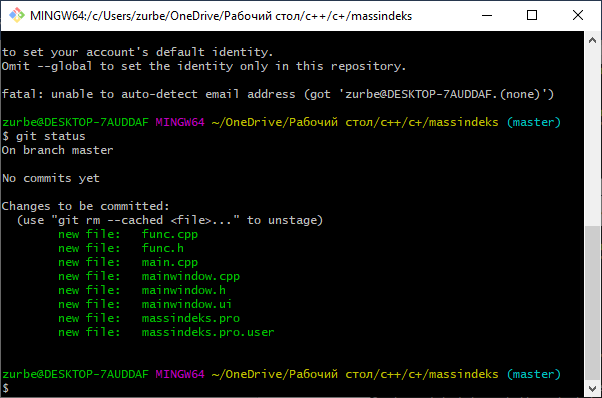 MINGW64:/c/Users/zurbe/OneDrive/Рабочий стол/c++/c+/massindeks
to set your account's default identity.
Omit --global to set the identity only in this repository.
fatal: unable to auto-detect email address (got 'zurbe@DESKTOP-7AUDDAF.(none)')
zurbe@DESKTOP-7AUDDAF MINGW64 ~/OneDrive/Рабочий стол/c++/c+/massindeks (master)
$ git status
On branch master
No commits yet
Changes to be committed:
(use "git rm --cached <file>..." to unstage)
new file:   func.cpp
new file:   func.h
new file:   main.cpp
new file:   mainwindow.cpp
new file:   mainwindow.h
new file:   mainwindow.ui
new file:   massindeks.pro
new file:   massindeks.pro.user
zurbe@DESKTOP-7AUDDAF MINGW64 ~/OneDrive/Рабочий стол/c++/c+/massindeks (master)
$